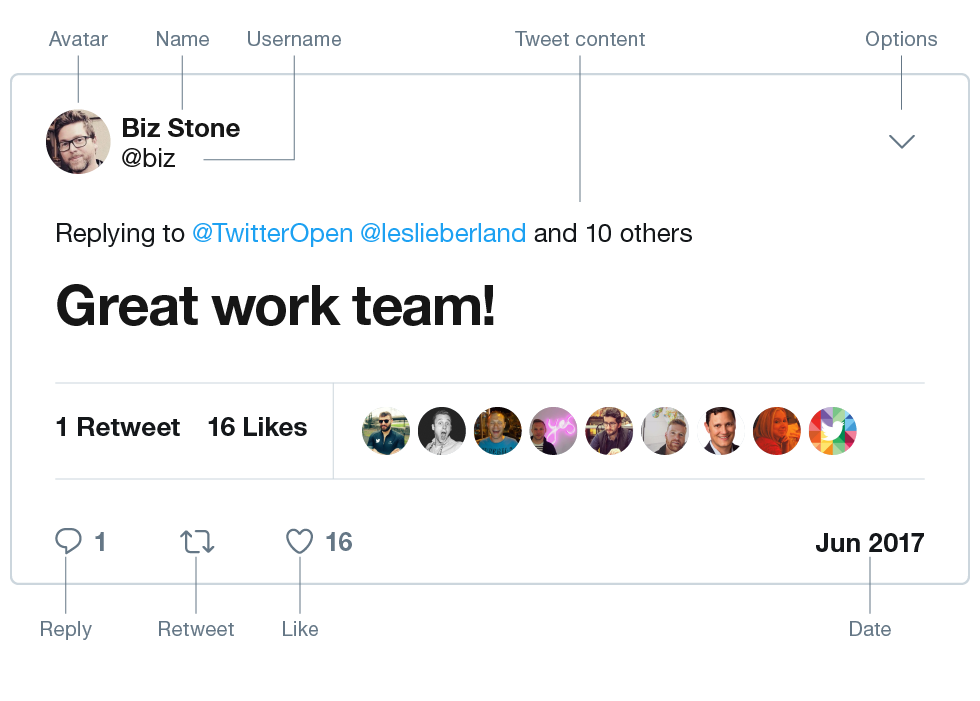 Avatar Name Username Tweet content Options
Biz Stone
@biz
Replying to @TwitterOpen @leslieberland and 10 others
Great work team!
1 Retweet 16 Likes
yes
1 16 Jun 2017
Reply Retweet Like Date